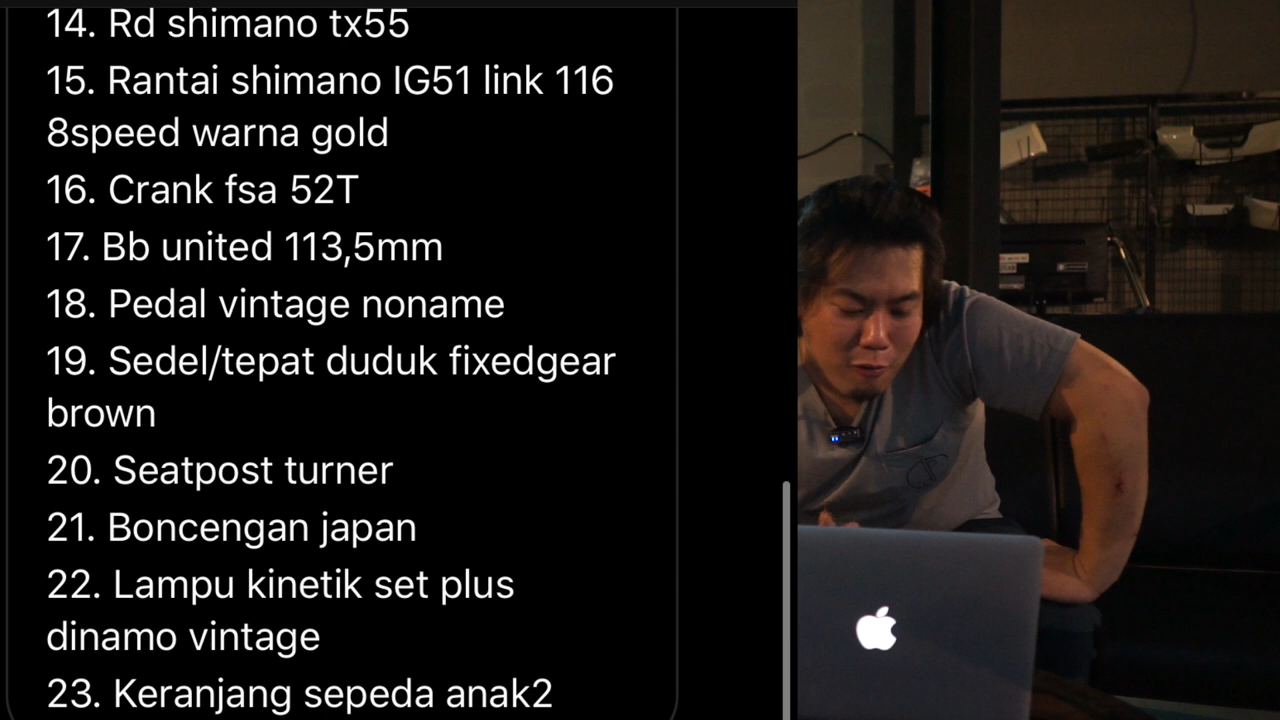 14. Rd shimano tx55
15. Rantai shimano IG51 link 116
8speed warna gold
16. Crank fsa 52T
17. Bb united 113,5mm
18. Pedal vintage noname
19. Sedel/tepat duduk fixedgear
brown
20. Seatpost turner
21. Boncengan japan
22. Lampu kinetik set plus
dinamo vintage
23. Keranjang sepeda anak2